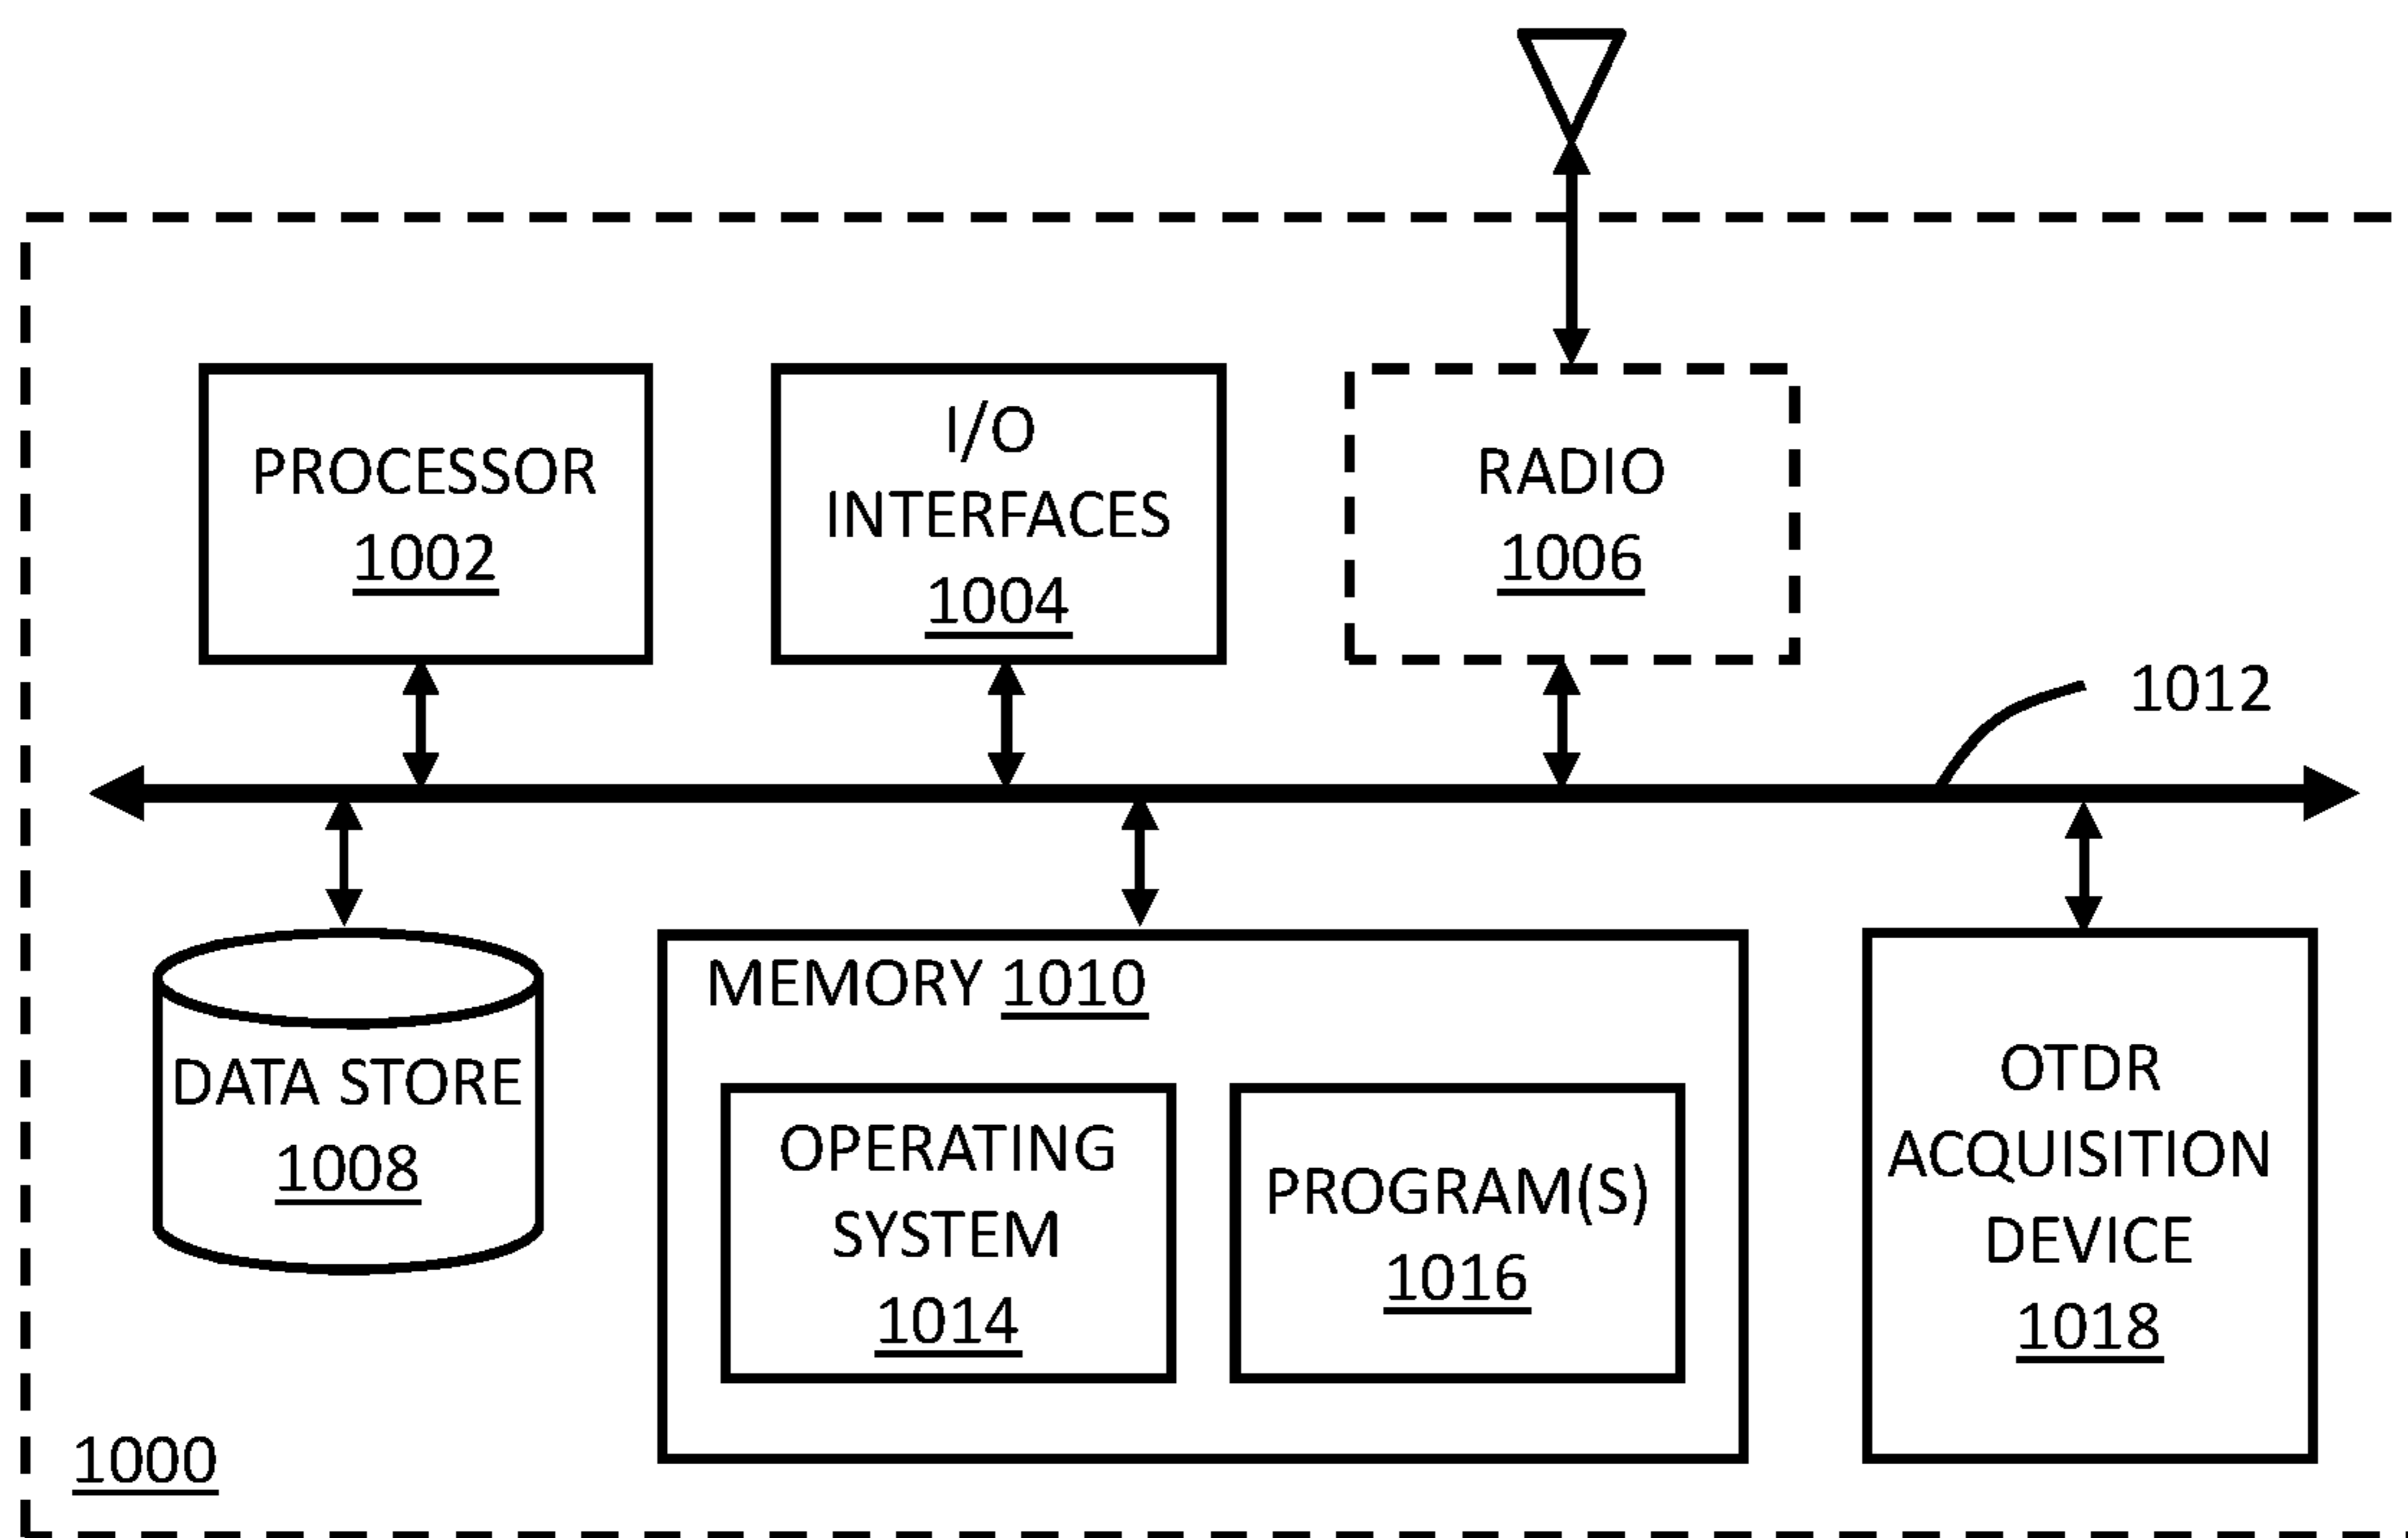 PROCESSOR
1002
I/O
INTERFACES
1004
RADIO
1006
1012
DATA STORE
1008
MEMORY 1010
OPERATING
SYSTEM
1014
PROGRAM(S)
1016
OTDR
ACQUISITION
DEVICE
1018
1000